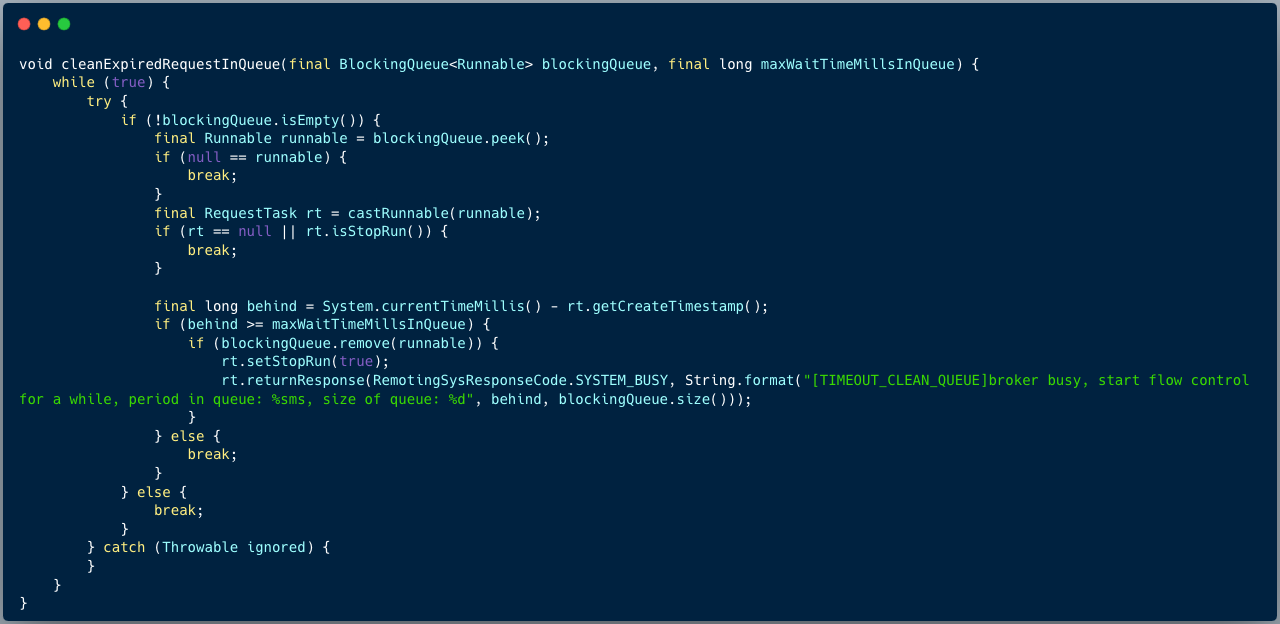 void cleanExpiredRequestInQueue(final BlockingQueue<Runnable> blockingQueue, final long maxWaitTimeMillsInQueue) {
    while (true) {
        try {
            if (!blockingQueue.isEmpty()) {
                final Runnable runnable = blockingQueue.peek();
                if (null == runnable) {
                    break;
                }
                final RequestTask rt = castRunnable(runnable);
                if (rt == null || rt.isStopRun()) {
                    break;
                }

                final long behind = System.currentTimeMillis() - rt.getCreateTimestamp();
                if (behind >= maxWaitTimeMillsInQueue) {
                    if (blockingQueue.remove(runnable)) {
                        rt.setStopRun(true);
                        rt.returnResponse(RemotingSysResponseCode.SYSTEM_BUSY, String.format("[TIMEOUT_CLEAN_QUEUE]broker busy, start flow control
for a while, period in queue: %sms, size of queue: %d", behind, blockingQueue.size()));
                    }
                } else {
                    break;
                }
            } else {
                break;
            }
        } catch (Throwable ignored) {
        }
    }
}